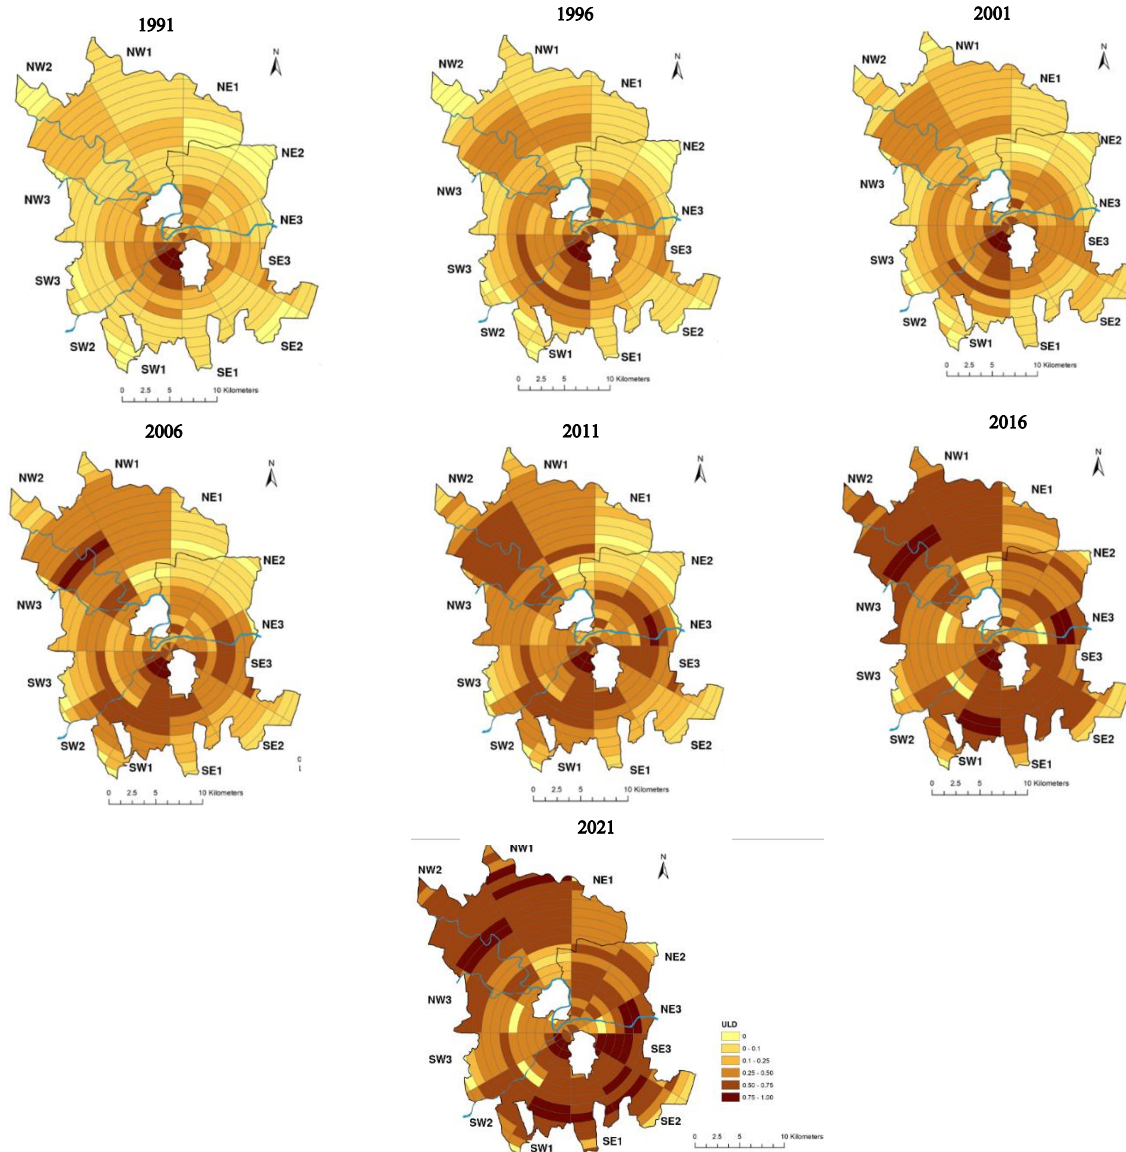 1991
NW1
N
NW2
NE1
NE2
NW3
NE3
SE3
SW3
SW2
SE2
SW1
SE1
0 2.5 5 10 Kilometers
1996
NW1
N
NW2
NE1
NE2
NW3
NE3
SE3
SW3
SW2
SE2
SW1
SE1
0 2.5 5 10 Kilometers
2001
NW1
N
NW2
NE1
NE2
NW3
NE3
SE3
SW3
SW2
SE2
SW1
SE1
0 2.5 5 10 Kilometers
2006
NW1
N
NW2
NE1
NE2
NW3
NE3
SE3
SW3
SW2
SE2
SW1
SE1
0
0 2.5 5 10 Kilometers
2011
NW1
N
NW2
NE1
NE2
NW3
NE3
SE3
SW3
SW2
SE2
SW1
SE1
0 2.5 5 10 Kilometers
2016
NW1
N
NW2
NE1
NE2
NW3
NE3
SE3
SW3
SW2
SE2
SW1
SE1
0 2.5 5 10 Kilometers
2021
NW1
N
NW2
NE1
NE2
NW3
NE3
SE3
SW3
SW2
SE2
SW1
SE1
ULD
0
0 - 0.1
0.1 - 0.25
0.25 - 0.50
0.50 - 0.75
0.75 - 1.00
0 2.5 5 10 Kilometers